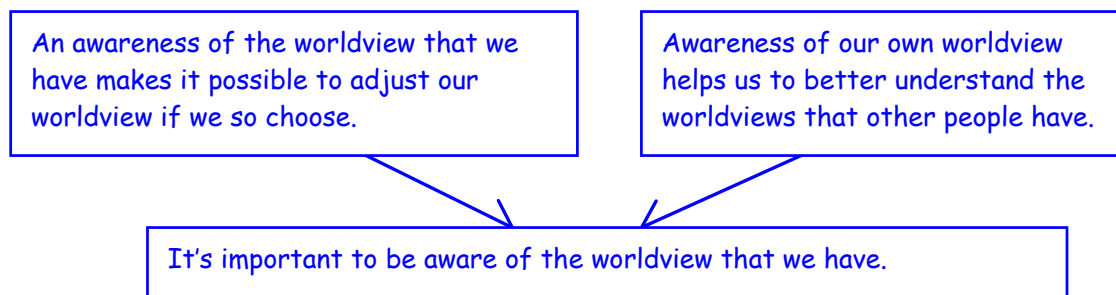 An awareness of the worldview that we
have makes it possible to adjust our
worldview if we so choose.
Awareness of our own worldview
helps us to better understand the
worldviews that other people have.
It's important to be aware of the worldview that we have.